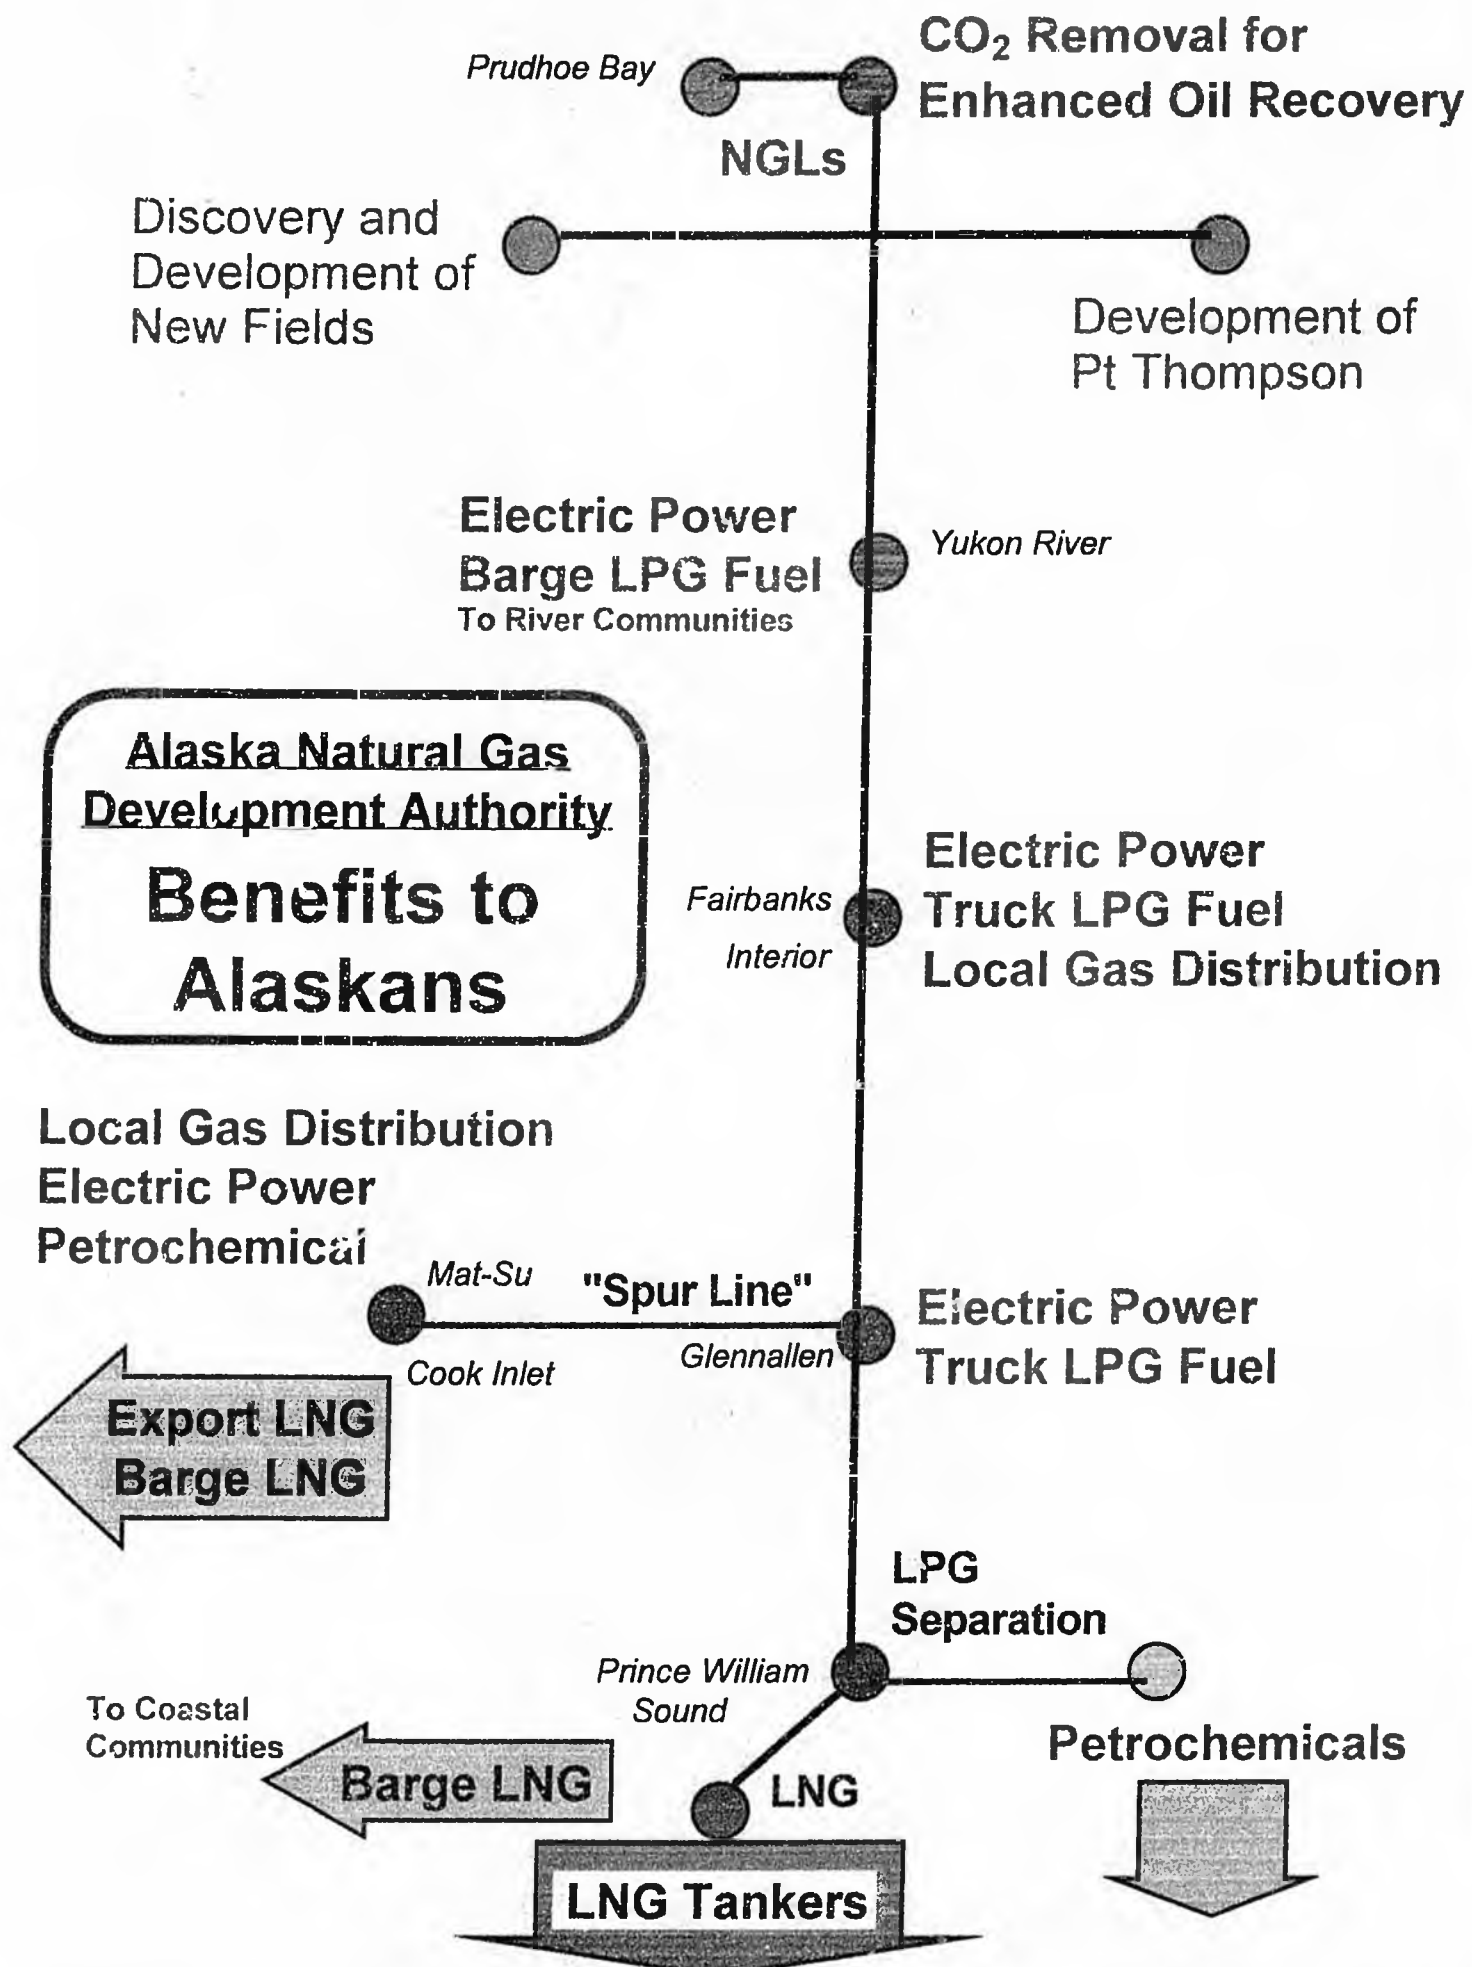 Prudhoe Bay
CO₂ Removal for
Enhanced Oil Recovery
NGLs
Discovery and
Development of
New Fields
Development of
Pt Thompson
Electric Power
Barge LPG Fuel
To River Communities
Yukon River
Alaska Natural Gas
Development Authority
Benefits to
Alaskans
Fairbanks
Interior
Electric Power
Truck LPG Fuel
Local Gas Distribution
Local Gas Distribution
Electric Power
Petrochemical
Mat-Su
"Spur Line"
Cook Inlet
Glennallen
Electric Power
Truck LPG Fuel
Export LNG
Barge LNG
LPG
Separation
Prince William
Sound
To Coastal
Communities
Barge LNG
LNG
Petrochemicals
LNG Tankers